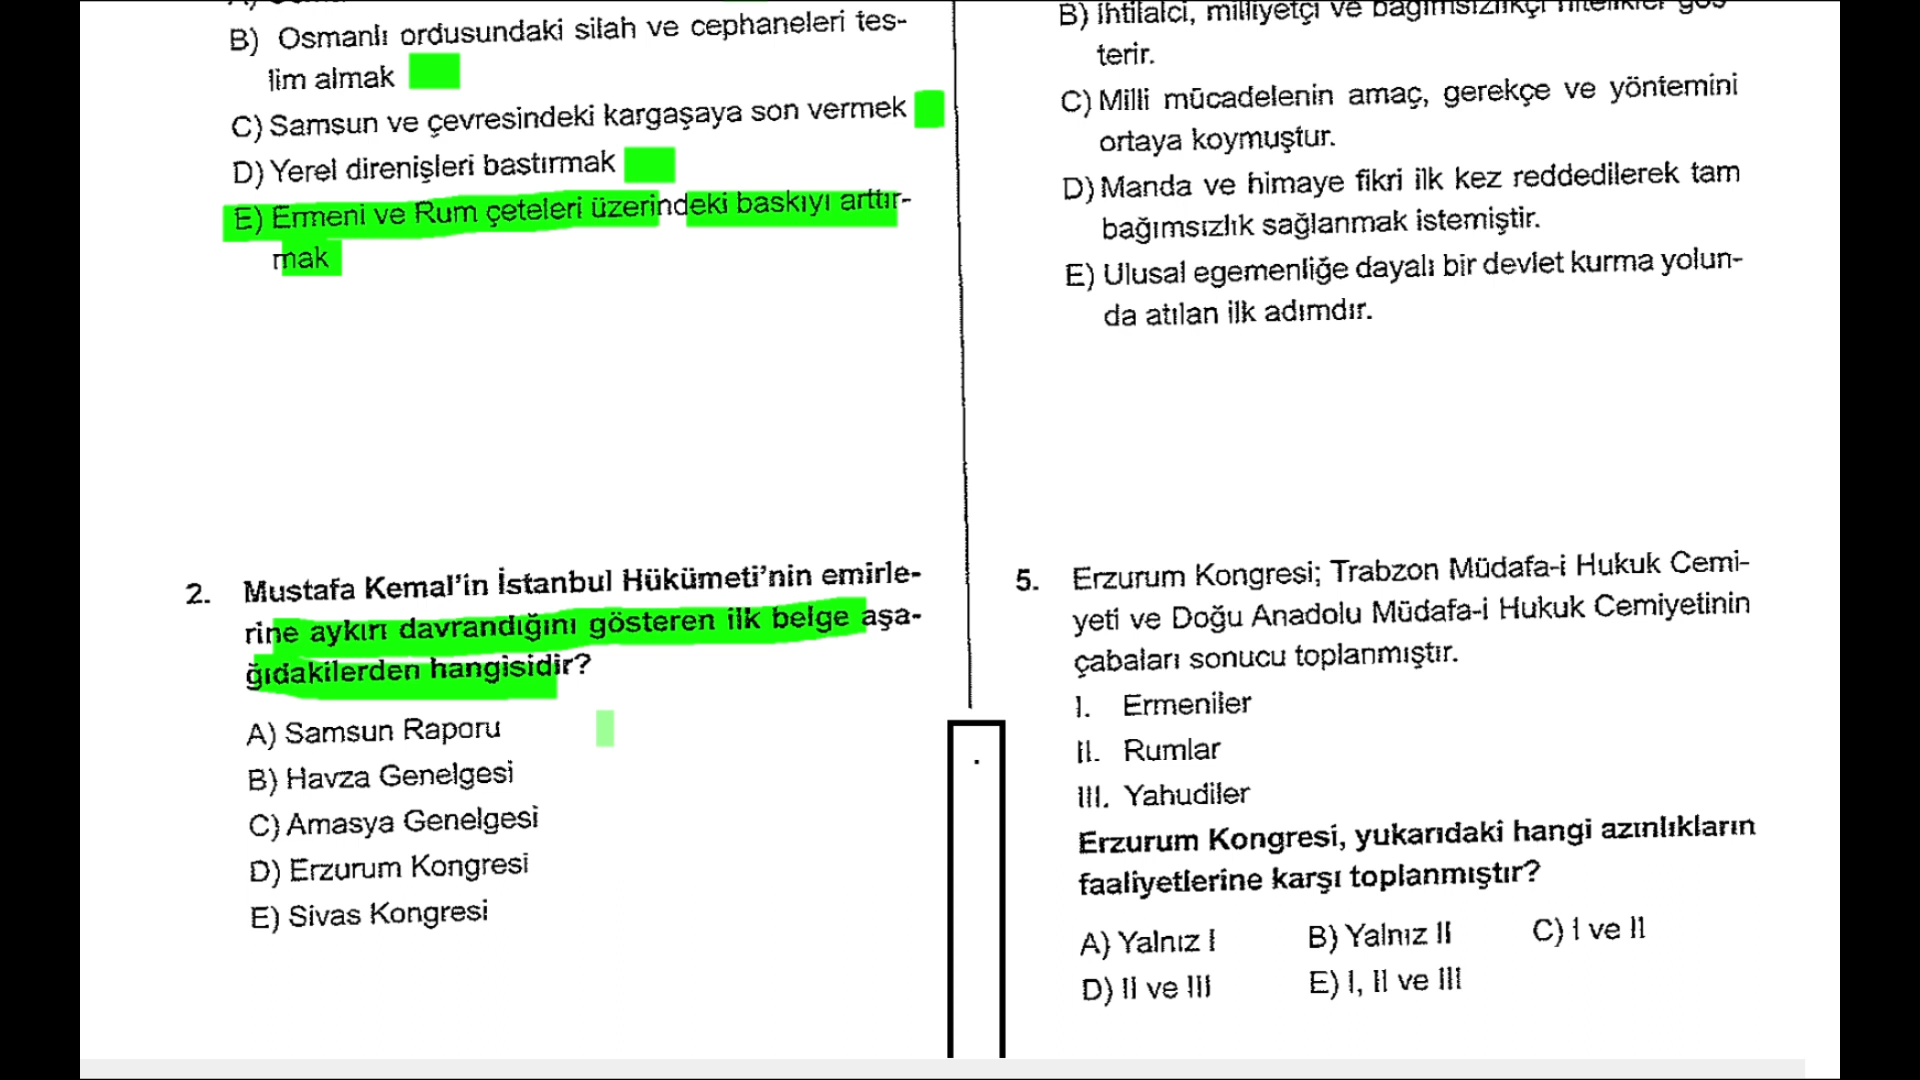 B) Osmanlı ordusundaki silah ve cephaneleri tes-
lim almak
C) Samsun ve çevresindeki kargaşaya son vermek
D) Yerel direnişleri bastırmak
E) Ermeni ve Rum çeteleri üzerindeki baskıyı arttır-
mak
2. Mustafa Kemal'in İstanbul Hükümeti'nin emirle-
rine aykırı davrandığını gösteren ilk belge aşa-
ğıdakilerden hangisidir?
A) Samsun Raporu
B) Havza Genelgesi
C) Amasya Genelgesi
D) Erzurum Kongresi
E) Sivas Kongresi
B) İhtilalci, milliyetçi ve bağımsızlıkçı nitelikler gös-
terir.
C) Milli mücadelenin amaç, gerekçe ve yöntemini
ortaya koymuştur.
D) Manda ve himaye fikri ilk kez reddedilerek tam
bağımsızlık sağlanmak istemiştir.
E) Ulusal egemenliğe dayalı bir devlet kurma yolun-
da atılan ilk adımdır.
5. Erzurum Kongresi; Trabzon Müdafa-i Hukuk Cemi-
yeti ve Doğu Anadolu Müdafa-i Hukuk Cemiyetinin
çabaları sonucu toplanmıştır.
I. Ermeniler
II. Rumlar
III. Yahudiler
Erzurum Kongresi, yukarıdaki hangi azınlıkların
faaliyetlerine karşı toplanmıştır?
A) Yalnız I B) Yalnız II C) I ve II
D) II ve III E) I, II ve III